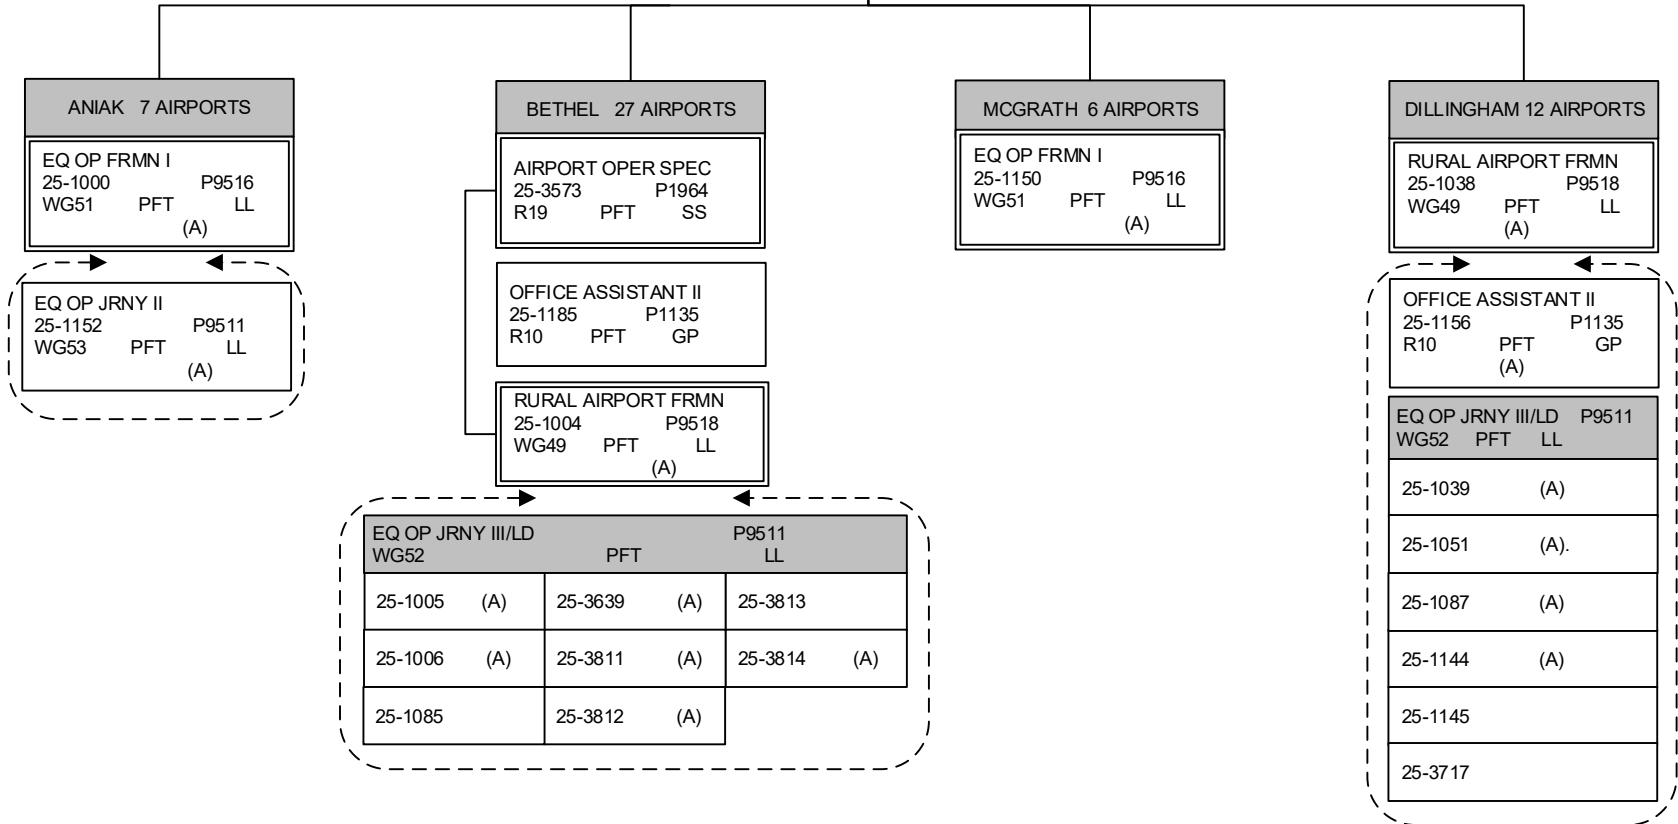 ANIAK 7 AIRPORTS
EQ OP FRMN I
25-1000 P9516
WG51 PFT LL
(A)
EQ OP JRNY II
25-1152 P9511
WG53 PFT LL
(A)
BETHEL 27 AIRPORTS
AIRPORT OPER SPEC
25-3573 P1964
R19 PFT SS
OFFICE ASSISTANT II
25-1185 P1135
R10 PFT GP
RURAL AIRPORT FRMN
25-1004 P9518
WG49 PFT LL
(A)
EQ OP JRNY III/LD P9511
WG52 PFT LL
25-1005 (A) 25-3639 (A) 25-3813
25-1006 (A) 25-3811 (A) 25-3814 (A)
25-1085 25-3812 (A)
MCGRATH 6 AIRPORTS
EQ OP FRMN I
25-1150 P9516
WG51 PFT LL
(A)
DILLINGHAM 12 AIRPORTS
RURAL AIRPORT FRMN
25-1038 P9518
WG49 PFT LL
(A)
OFFICE ASSISTANT II
25-1156 P1135
R10 PFT GP
(A)
EQ OP JRNY III/LD P9511
WG52 PFT LL
25-1039 (A)
25-1051 (A).
25-1087 (A)
25-1144 (A)
25-1145
25-3717